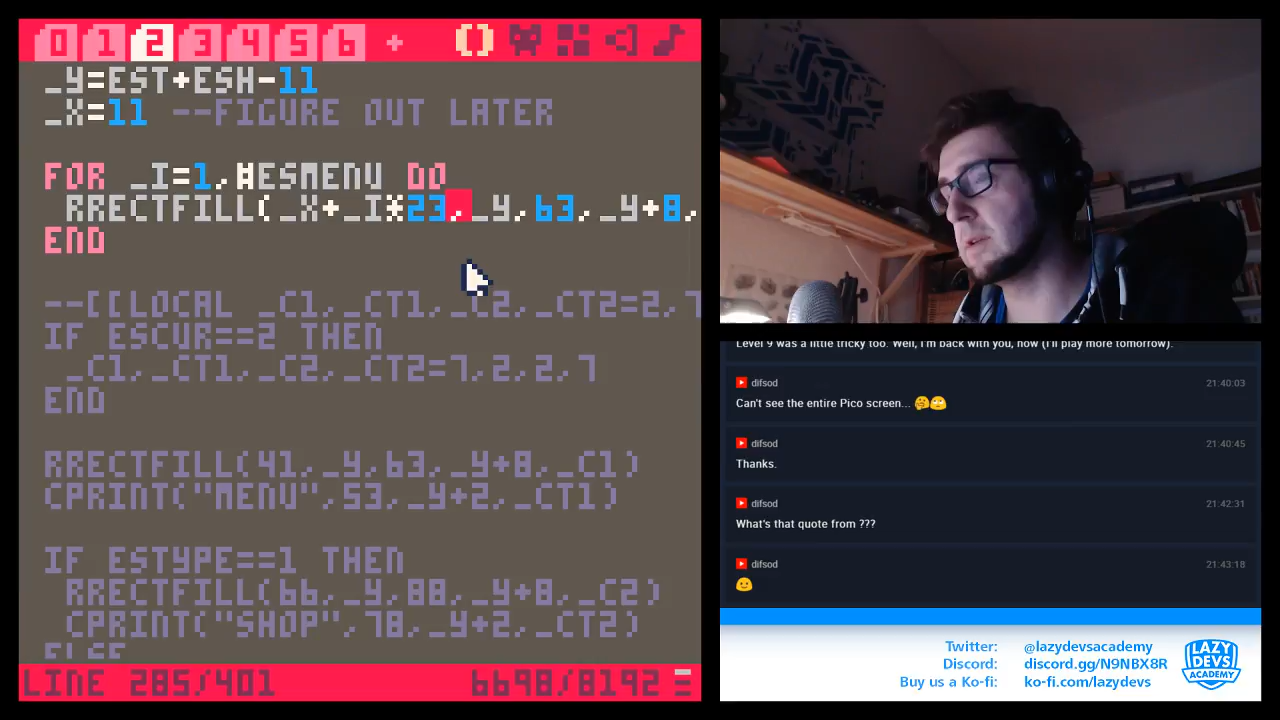 0 1 2 3 4 5 6 + ()
_Y=EST+ESH-11
_X=11 --FIGURE OUT LATER
FOR _I=1,#ESMENU DO
RRECTFILL(_X+_I*23,_Y,63,_Y+8,
END
--[[LOCAL _C1,_CT1,_C2,_CT2=2,7
IF ESCUR==2 THEN
_C1,_CT1,_C2,_CT2=7,2,2,7
END
RRECTFILL(41,_Y,63,_Y+8,_C1)
CPRINT("MENU",53,_Y+2,_CT1)
IF ESTYPE==1 THEN
RRECTFILL(66,_Y,88,_Y+8,_C2)
CPRINT("SHOP",78,_Y+2,_CT2)
ELSE
LINE 285/401 6698/8192
Level 9 was a little tricky too. Well, I'm back with you, now (I'll play more tomorrow).
difsod 21:40:03
Can't see the entire Pico screen... 🤔🙄
difsod 21:40:45
Thanks.
difsod 21:42:31
What's that quote from ???
difsod 21:43:18
🙂
Twitter: @lazydevsacademy
Discord: discord.gg/N9NBX8R
Buy us a Ko-fi: ko-fi.com/lazydevs
LAZY
DEVS
ACADEMY